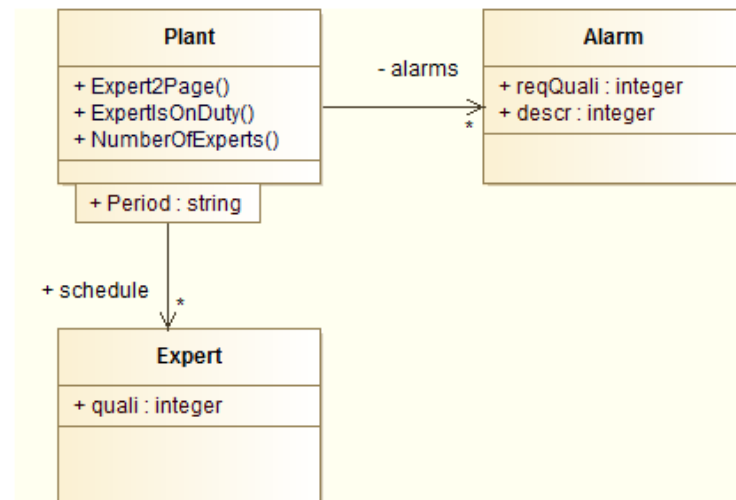 Plant
+ Expert2Page()
+ ExpertIsOnDuty()
+ NumberOfExperts()
+ Period : string
- alarms
*
Alarm
+ reqQuali : integer
+ descr : integer
+ schedule
*
Expert
+ quali : integer